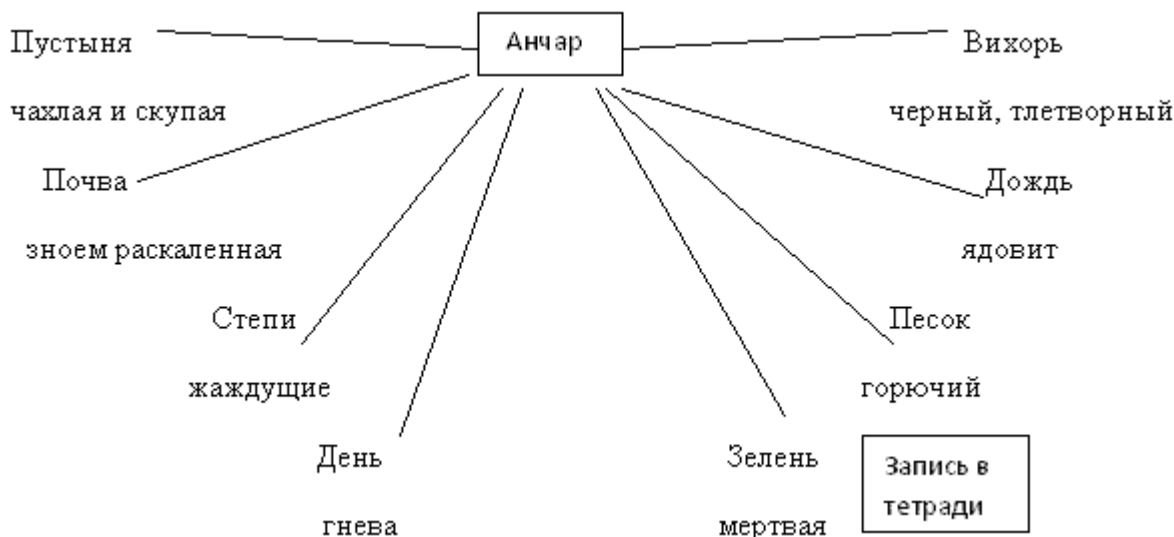 Анчар
Пустыня
чахлая и скупая
Почва
зноем раскаленная
Степи
жаждущие
День
гнева
Вихорь
черный, тлетворный
Дождь
ядовит
Песок
горючий
Зелень
мертвая
Запись в
тетради